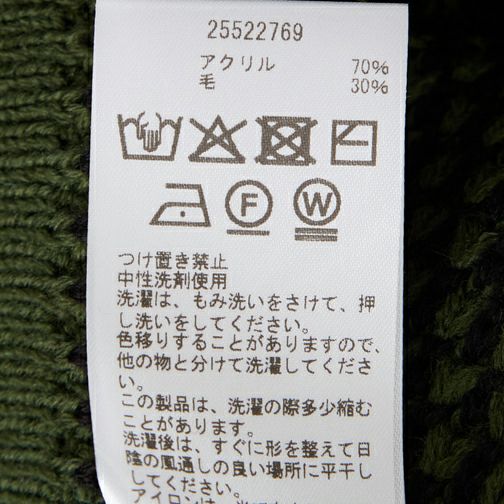 25522769
アクリル 70%
毛 30%
F
W
つけ置き禁止
中性洗剤使用
洗濯は、もみ洗いをさけて、押
し洗いをしてください。
色移りすることがありますので、
他の物と分けて洗濯してくださ
い。
この製品は、洗濯の際多少縮む
ことがあります。
洗濯後は、すぐに形を整えて日
陰の風通しの良い場所に平干し
してください。